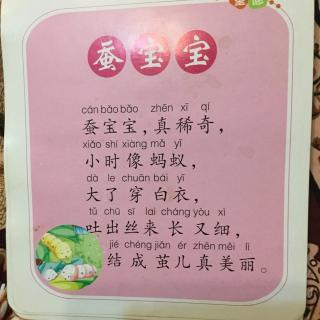 蚕宝宝
cán bǎo bǎo zhēn xī qí
蚕宝宝,真稀奇,
xiǎo shí xiàng mǎ yǐ
小时像蚂蚁,
dà le chuān bái yī
大了穿白衣,
tǔ chū sī lai cháng yòu xì
吐出丝来长又细,
jié chéng jiǎn ér zhēn měi lì
结成茧儿真美丽。